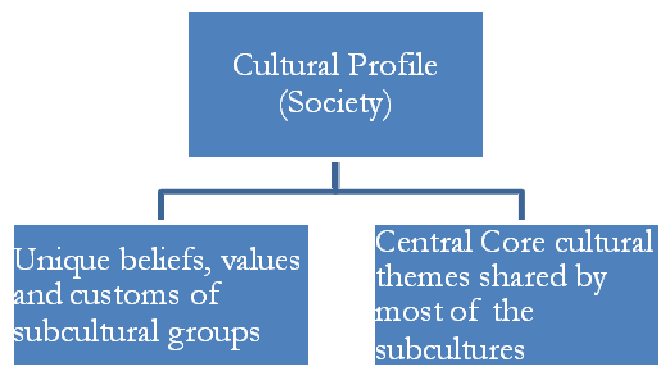 Cultural Profile
(Society)
Unique beliefs, values
and customs of
subcultural groups
Central Core cultural
themes shared by
most of the
subcultures